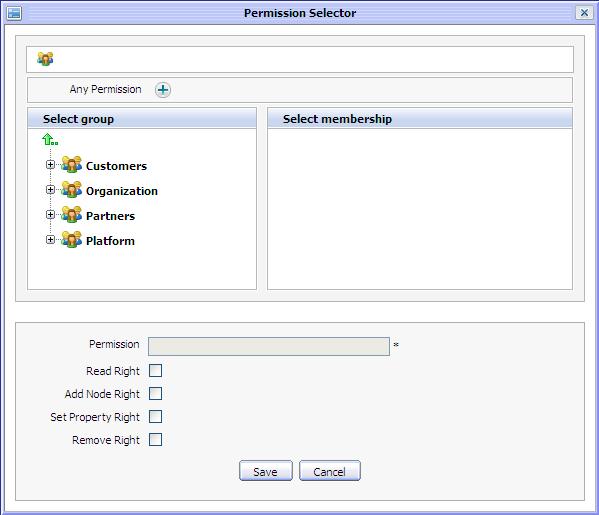 Permission Selector
Any Permission
Select group
Select membership
Customers
Organization
Partners
Platform
Permission *
Read Right
Add Node Right
Set Property Right
Remove Right
Save Cancel